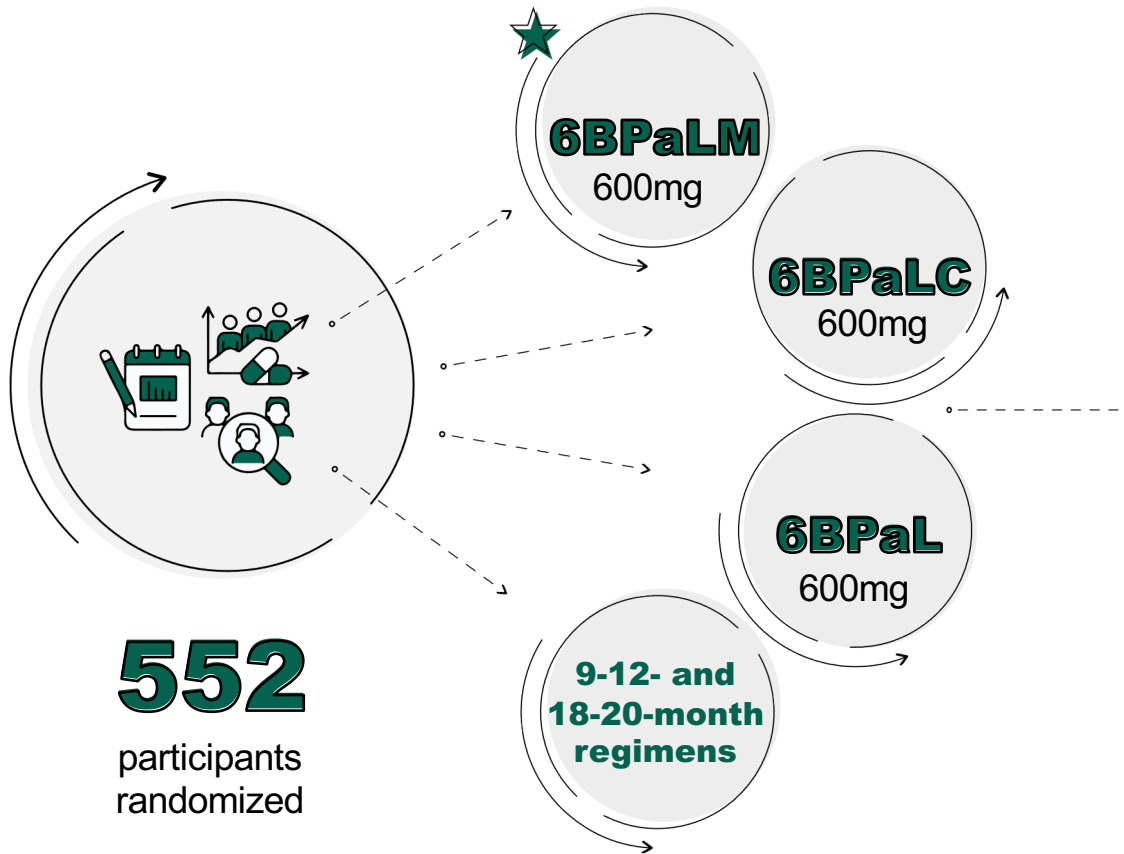 6BPaLM
600mg
6BPaLC
600mg
6BPaL
600mg
9-12- and
18-20-month
regimens
552
participants
randomized